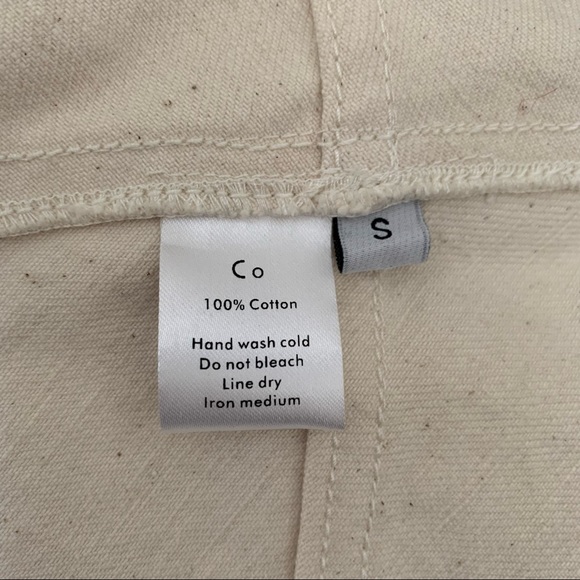 Co
S
100% Cotton
Hand wash cold
Do not bleach
Line dry
Iron medium